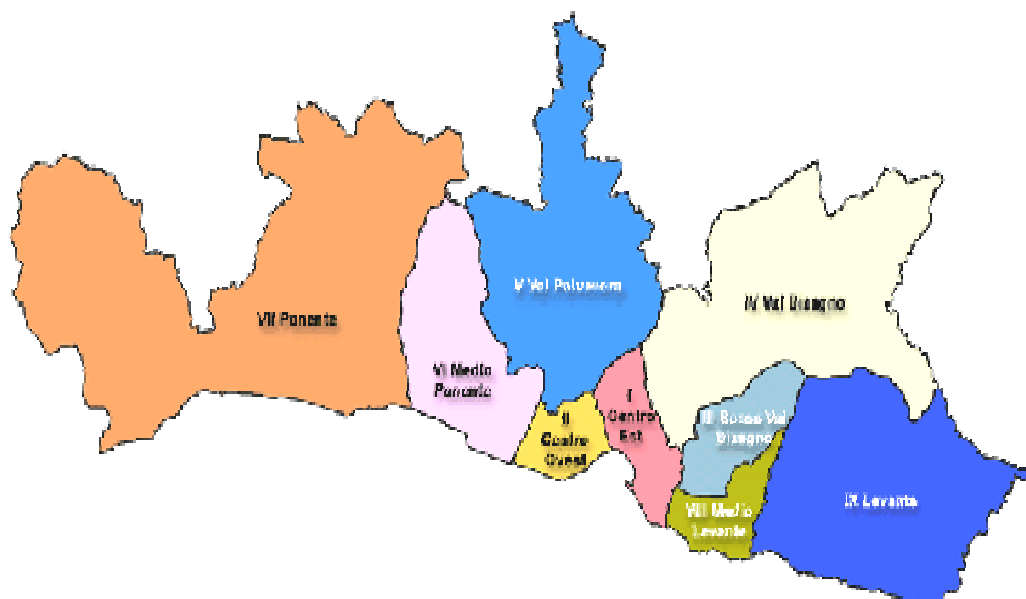 V Val Polcevera
IV Val Bisagno
VII Ponente
VI Medio
Ponente
I
Centro
Est
II
Centro
Ovest
III Bassa Val
Bisagno
VIII Medio
Levante
IX Levante